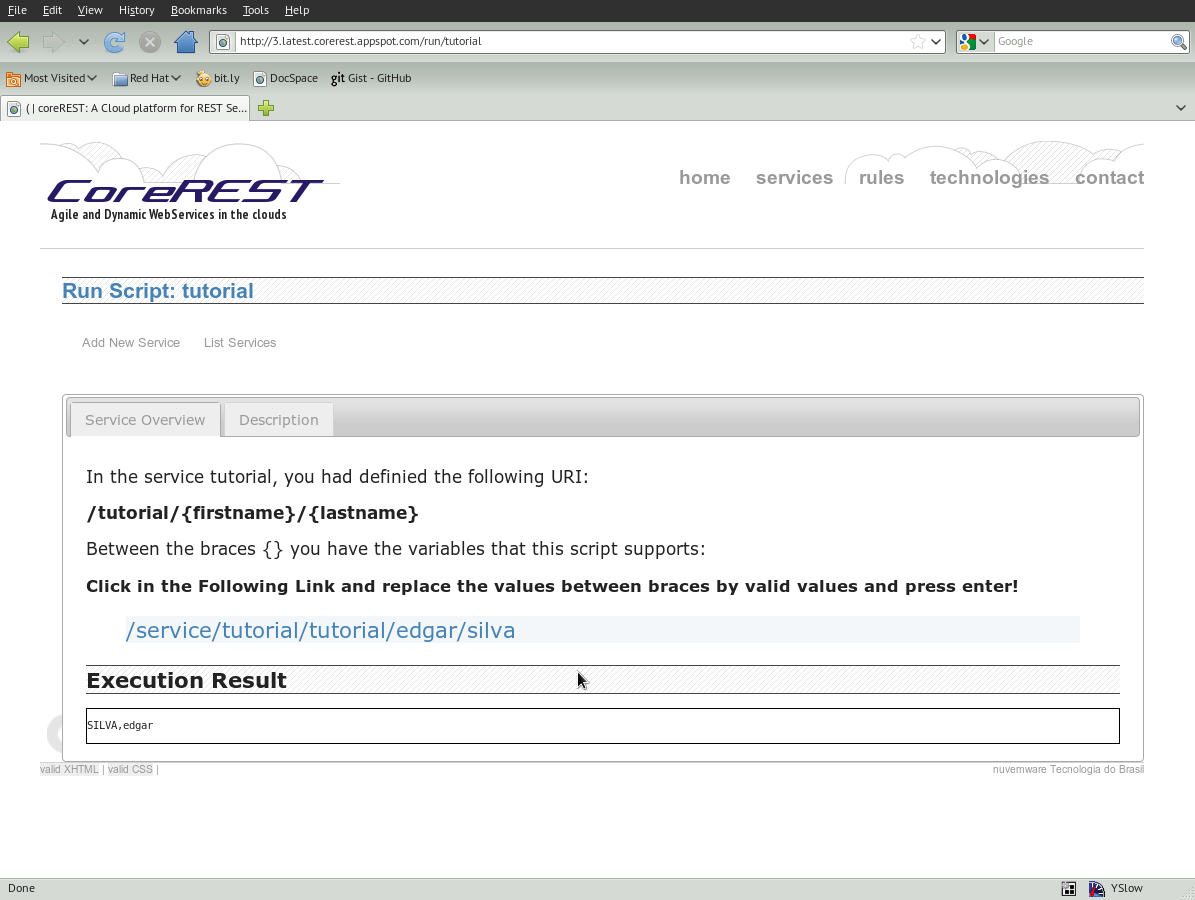 File Edit View History Bookmarks Tools Help
http://3.latest.corerest.appspot.com/run/tutorial
Google
Most Visited Red Hat bit.ly DocSpace git Gist - GitHub
( | coreREST: A Cloud platform for REST Se...
CoreREST
Agile and Dynamic WebServices in the clouds
home services rules technologies contact
Run Script: tutorial
Add New Service List Services
Service Overview Description
In the service tutorial, you had definied the following URI:
/tutorial/{firstname}/{lastname}
Between the braces {} you have the variables that this script supports:
Click in the Following Link and replace the values between braces by valid values and press enter!
/service/tutorial/tutorial/edgar/silva
Execution Result
SILVA,edgar
valid XHTML | valid CSS |
nuvemware Tecnologia do Brasil
Done
YSlow